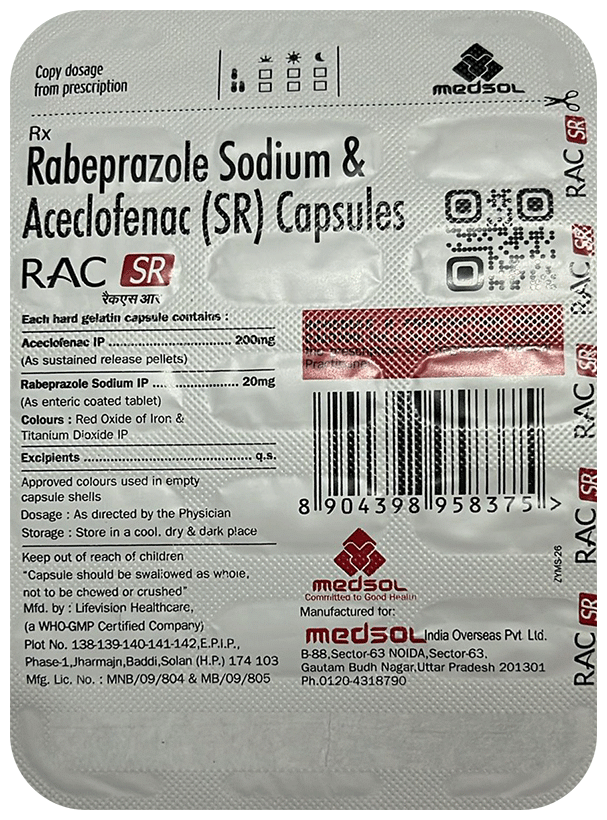 Copy dosage
from prescription
medsol
Rx
Rabeprazole Sodium &
Aceclofenac (SR) Capsules
RAC SR
रैकएस आर
Each hard gelatin capsule contains :
Aceclofenac IP ................................ 200mg
(As sustained release pellets)
Rabeprazole Sodium IP .... ................ 20mg
(As enteric coated tablet)
Colours : Red Oxide of Iron &
Titanium Dioxide IP
Excipients ............................................. q.s.
Approved colours used in empty
capsule shells
Dosage : As directed by the Physician
Storage : Store in a cool, dry & dark place
Keep out of reach of children
"Capsule should be swallowed as whole,
not to be chewed or crushed"
Mfd. by : Lifevision Healthcare,
(a WHO-GMP Certified Company)
Plot No. 138-139-140-141-142,E.P.I.P.,
Phase-1,Jharmajri,Baddi,Solan (H.P.) 174 103
Mfg. Lic. No. : MNB/09/804 & MB/09/805
8 904398 958375 >
medsol
Committed to Good Health
Manufactured for:
medsol India Overseas Pvt. Ltd.
B-88,Sector-63 NOIDA,Sector-63,
Gautam Budh Nagar,Uttar Pradesh 201301
Ph.0120-4318790
ZYMS-26
RAC SR
RAC SR
RAC SR
RAC SR
RAC SR